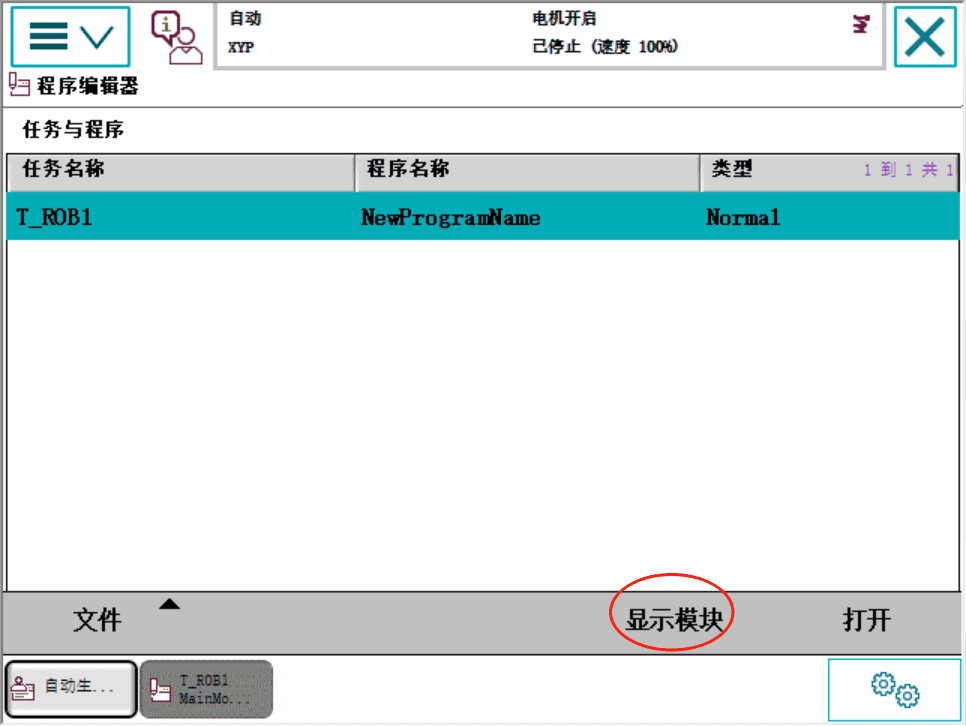 自动
电机开启
XYP
已停止 (速度 100%)
程序编辑器
任务与程序
任务名称 程序名称 类型 1 到 1 共 1
T_ROB1 NewProgramName Normal
文件 显示模块 打开
自动生...
T_ROB1
MainMo...